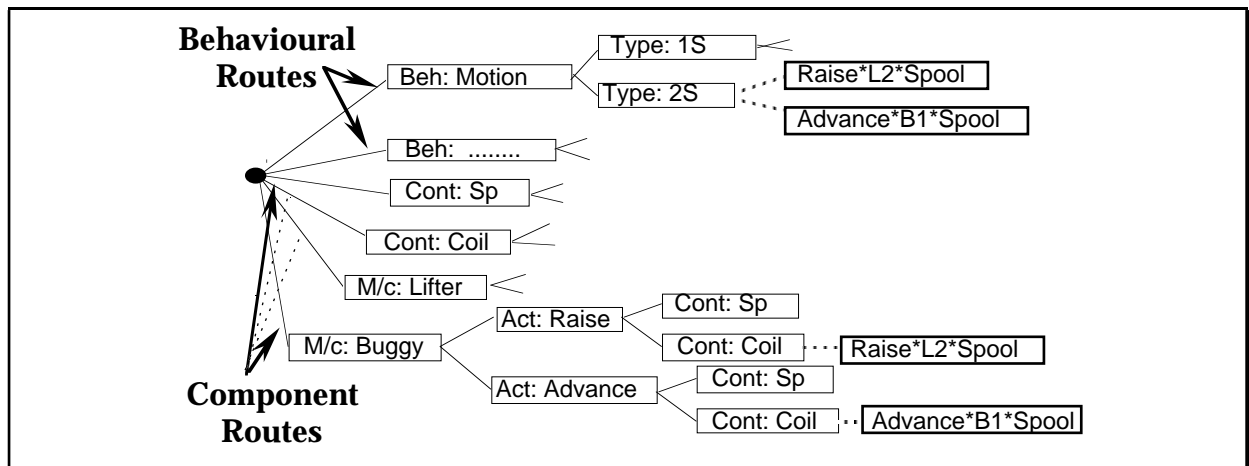 Behavioural
Routes
Type: 1S
Beh: Motion
Raise*L2*Spool
Type: 2S
Advance*B1*Spool
Beh: ........
Cont: Sp
Cont: Coil
M/c: Lifter
Cont: Sp
Act: Raise
M/c: Buggy
Cont: Coil
Raise*L2*Spool
Cont: Sp
Act: Advance
Component
Routes
Cont: Coil
Advance*B1*Spool